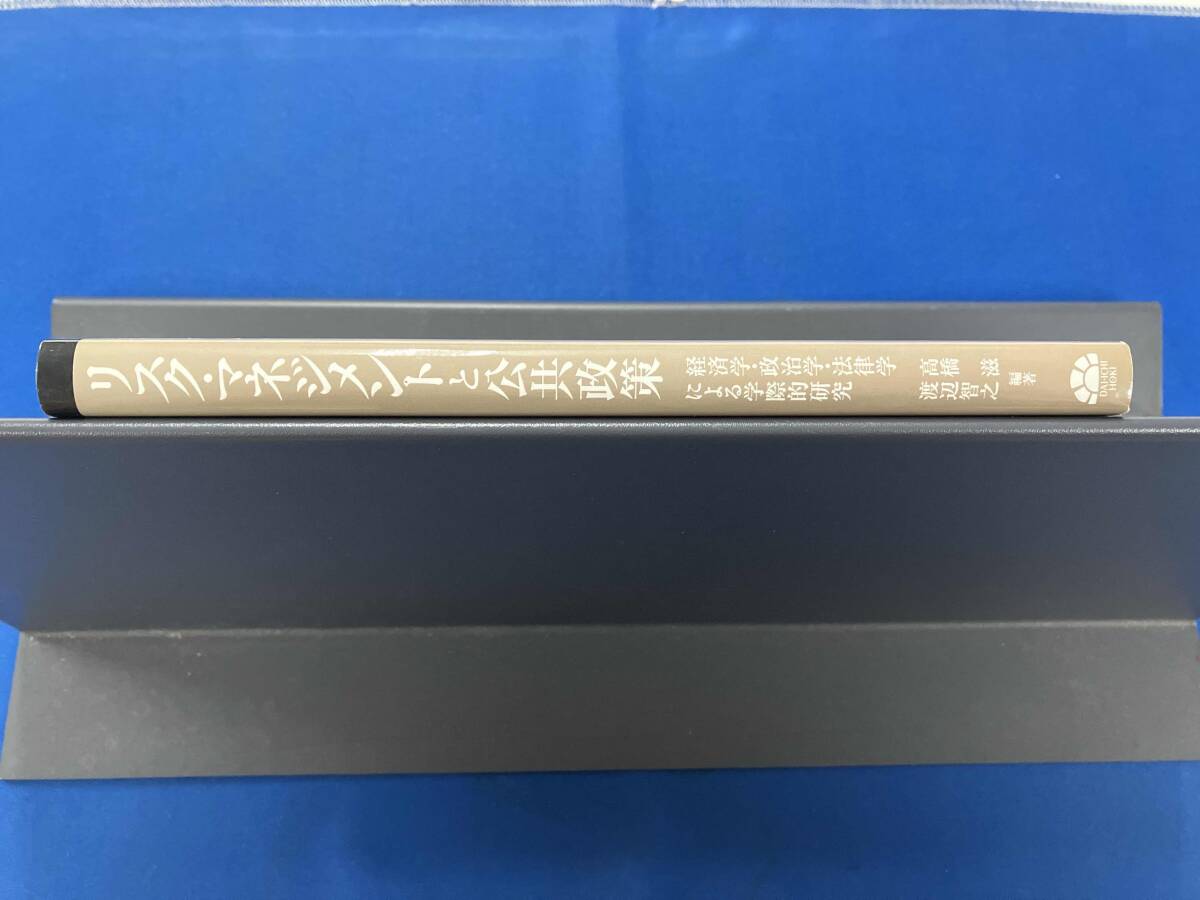 リスク・マネジメントと公共政策
経済学・政治学・法律学
による学際的研究
高橋 滋
渡辺智之
編著
DAI-ICHI
HOKI